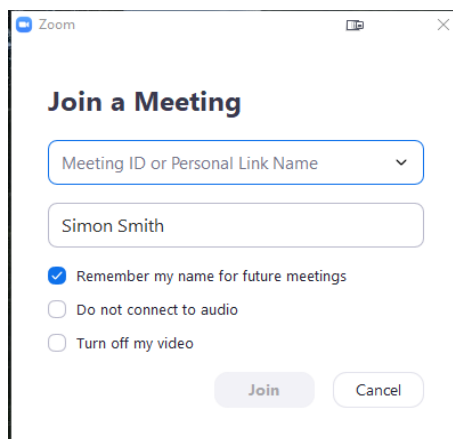 Zoom
Join a Meeting
Meeting ID or Personal Link Name
Simon Smith
Remember my name for future meetings
Do not connect to audio
Turn off my video
Join Cancel